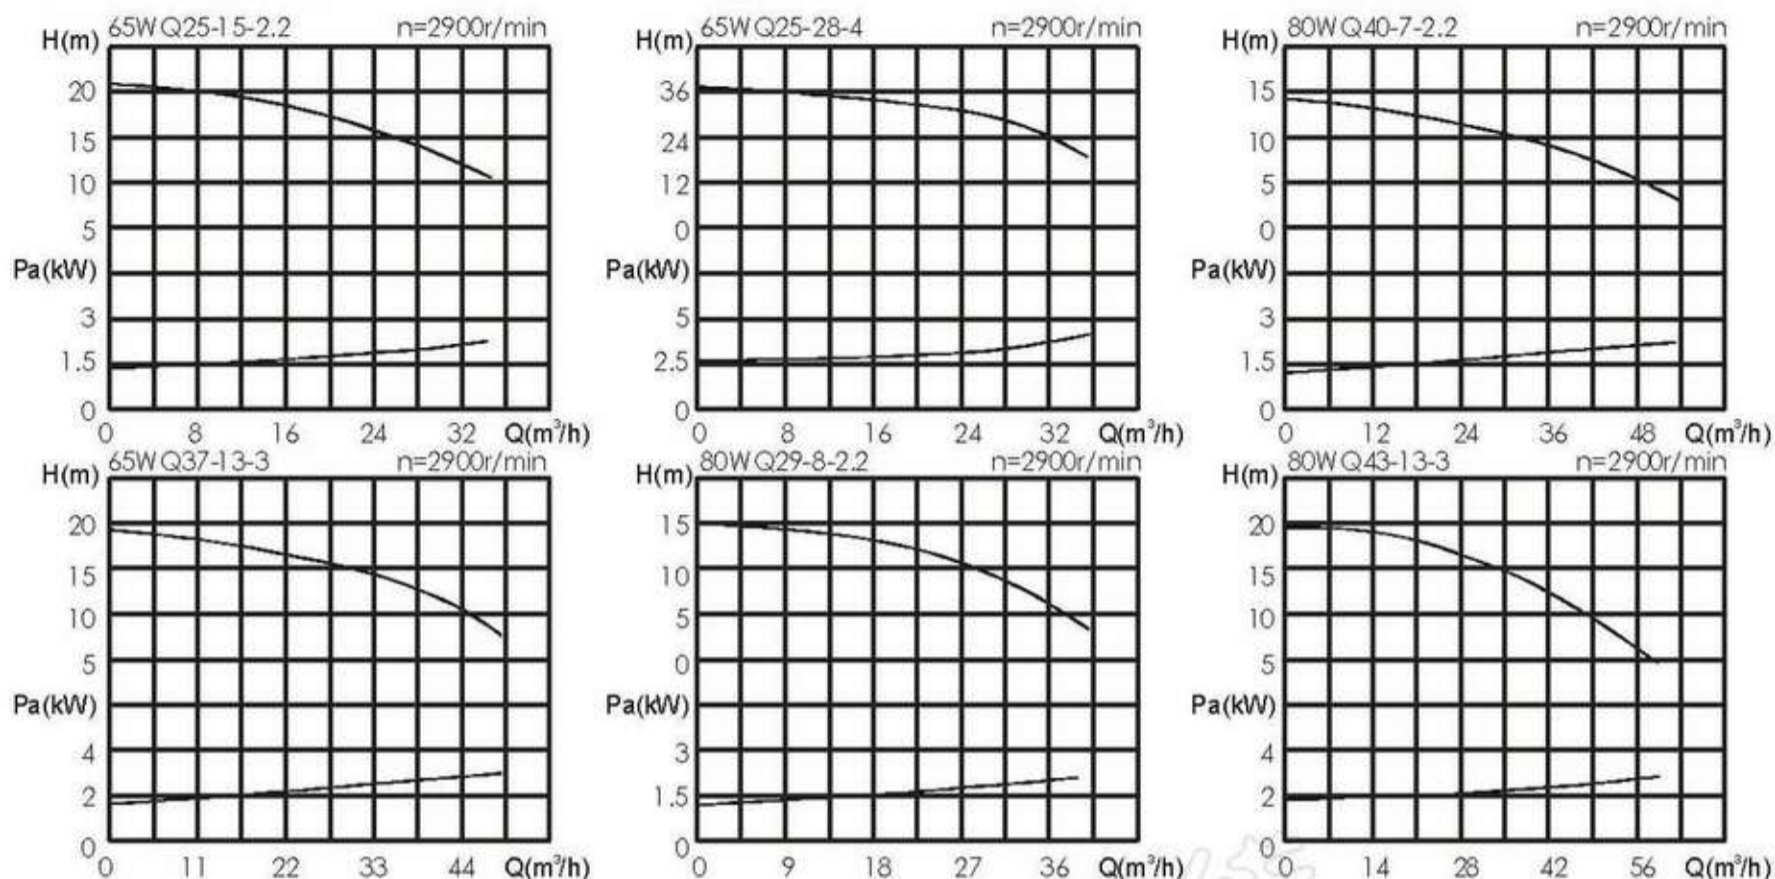 65WQ25-15-2.2 n=2900r/min
H(m)
20
15
10
5
Pa(kW)
3
1.5
0
0 8 16 24 32 Q(m³/h)
65WQ25-28-4 n=2900r/min
H(m)
36
24
12
0
Pa(kW)
5
2.5
0
0 8 16 24 32 Q(m³/h)
80WQ40-7-2.2 n=2900r/min
H(m)
15
10
5
0
Pa(kW)
3
1.5
0
0 12 24 36 48 Q(m³/h)
65WQ37-13-3 n=2900r/min
H(m)
20
15
10
5
Pa(kW)
4
2
0
0 11 22 33 44 Q(m³/h)
80WQ29-8-2.2 n=2900r/min
H(m)
15
10
5
0
Pa(kW)
3
1.5
0
0 9 18 27 36 Q(m³/h)
80WQ43-13-3 n=2900r/min
H(m)
20
15
10
5
Pa(kW)
4
2
0
0 14 28 42 56 Q(m³/h)